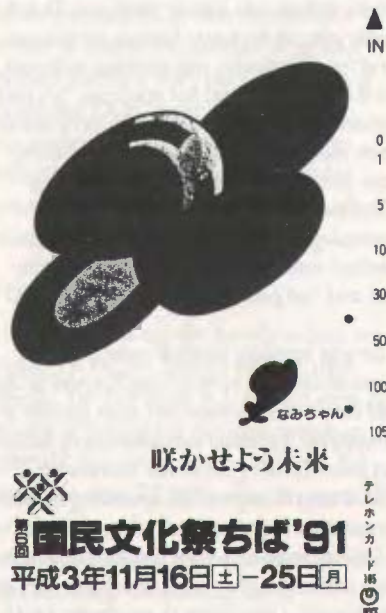 IN
0
1
5
10
30
50
100
105
なみちゃん
咲かせよう未来
第6回国民文化祭ちば'91
平成3年11月16日土-25日月
テレホンカード